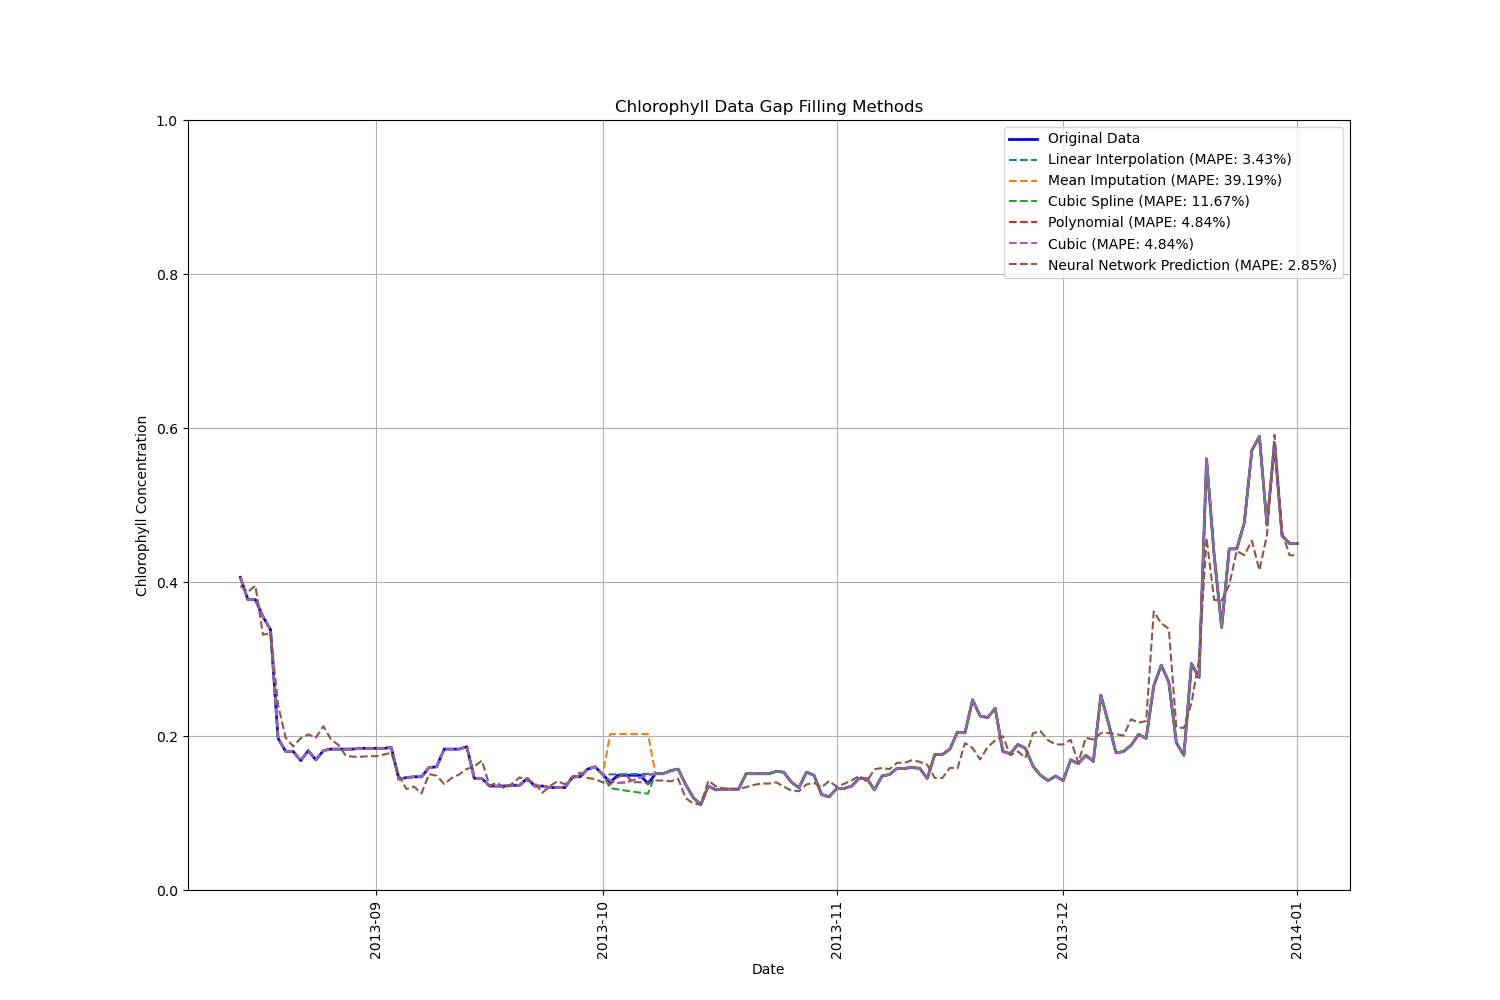 Chlorophyll Data Gap Filling Methods
1.0
0.8
0.6
0.4
0.2
0.0
Chlorophyll Concentration
Original Data
Linear Interpolation (MAPE: 3.43%)
Mean Imputation (MAPE: 39.19%)
Cubic Spline (MAPE: 11.67%)
Polynomial (MAPE: 4.84%)
Cubic (MAPE: 4.84%)
Neural Network Prediction (MAPE: 2.85%)
2013-09
2013-10
2013-11
2013-12
2014-01
Date